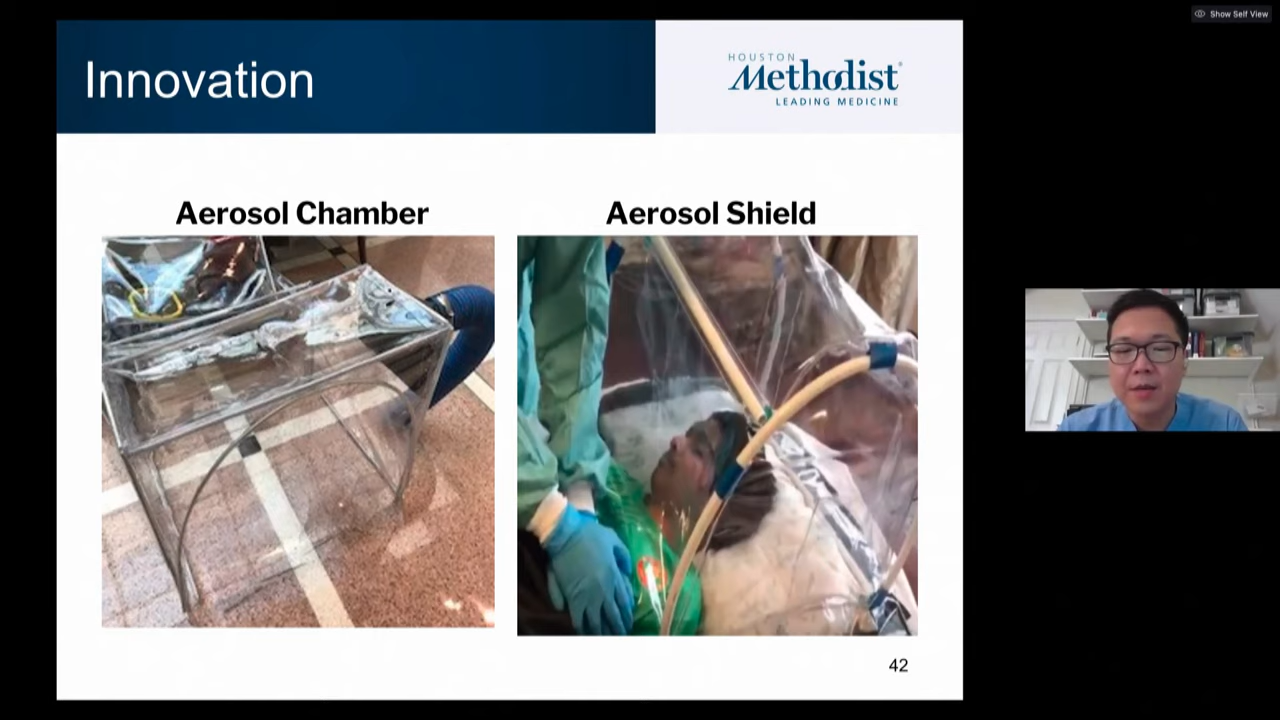 Show Self View
Innovation
HOUSTON
Methodist®
LEADING MEDICINE
Aerosol Chamber
Aerosol Shield
42